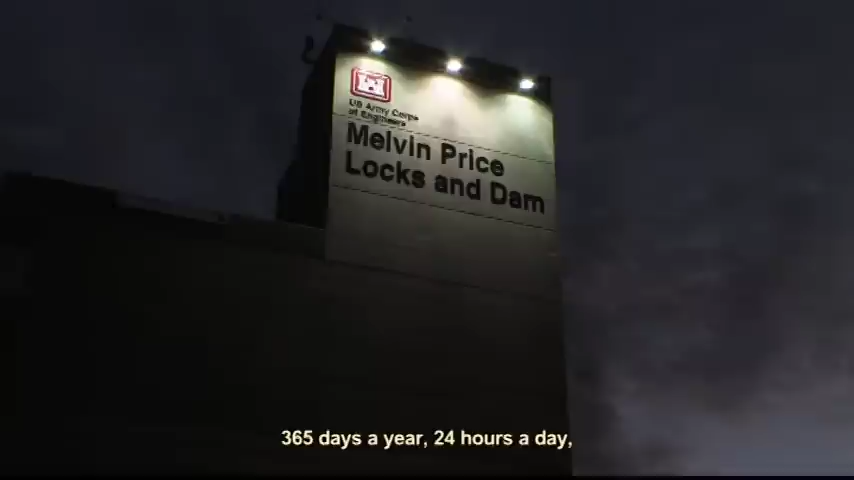 US Army Corps
of Engineers
Melvin Price
Locks and Dam
365 days a year, 24 hours a day,